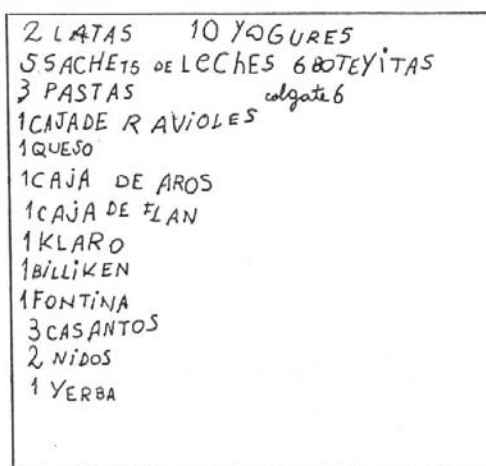 2 LATAS 10 YOGURES
5 SACHETS DE LECHES 6 BOTEYITAS
3 PASTAS colgate 6
1 CAJA DE RAVIOLES
1 QUESO
1 CAJA DE AROS
1 CAJA DE FLAN
1 KLARO
1 BILLIKEN
1 FONTINA
3 CASANTOS
2 NIDOS
1 YERBA